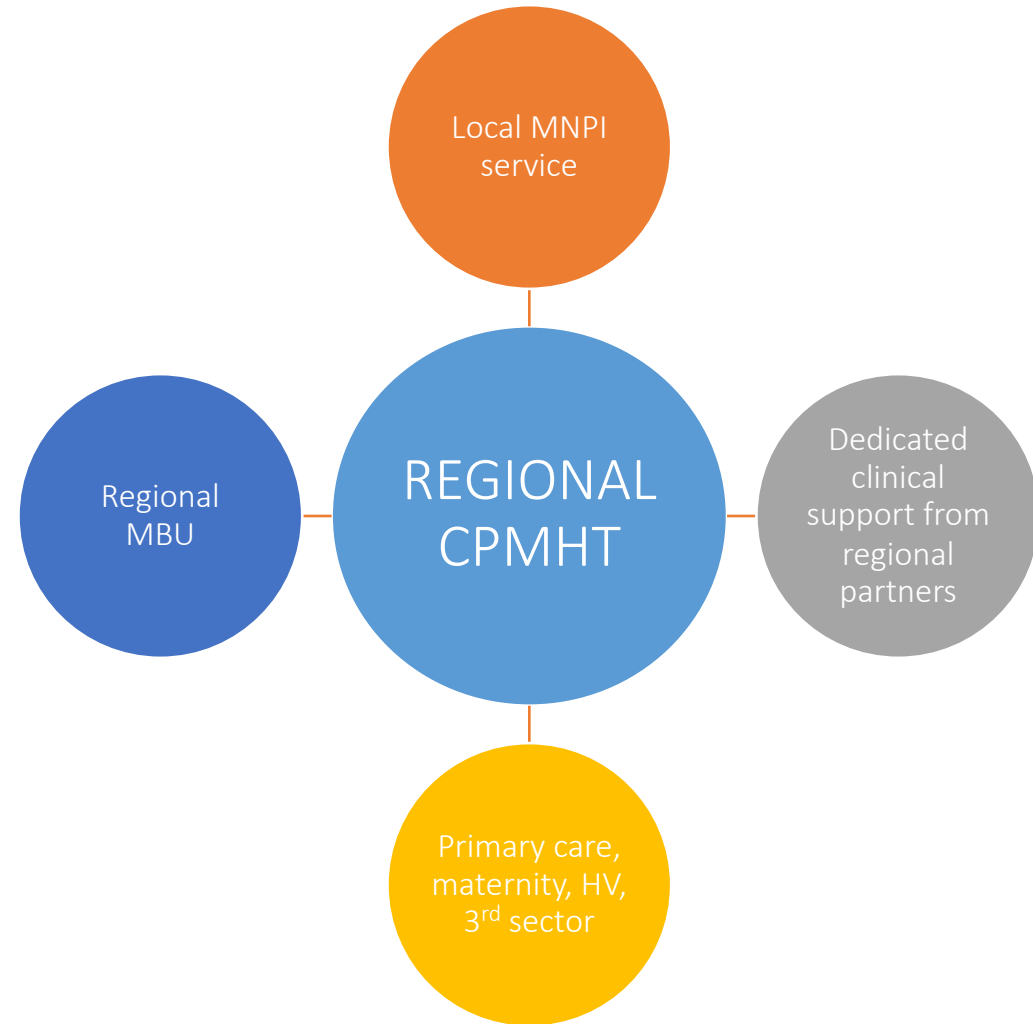 Local MNPI
service
Regional
MBU
REGIONAL
CPMHT
Dedicated
clinical
support from
regional
partners
Primary care,
maternity, HV,
3rd sector